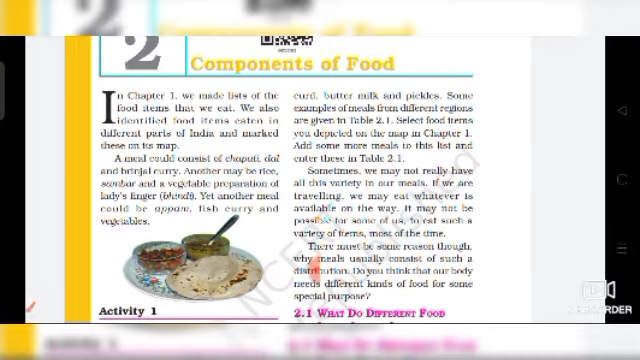 2
Components of Food
In Chapter 1, we made lists of the
food items that we eat. We also
identified food items eaten in
different parts of India and marked
these on its map.
A meal could consist of chapati, dal
and brinjal curry. Another may be rice,
sambar and a vegetable preparation of
lady's finger (bhindi). Yet another meal
could be appam, fish curry and
vegetables.
Activity 1
curd, butter milk and pickles. Some
examples of meals from different regions
are given in Table 2.1. Select food items
you depicted on the map in Chapter 1.
Add some more meals to this list and
enter these in Table 2.1.
Sometimes, we may not really have
all this variety in our meals. If we are
travelling, we may eat whatever is
available on the way. It may not be
possible for some of us, to eat such
a variety of items, most of the time.
There must be some reason though,
why meals usually consist of such a
distribution. Do you think that our body
needs different kinds of food for some
special purpose?
2.1 WHAT DO DIFFERENT FOOD